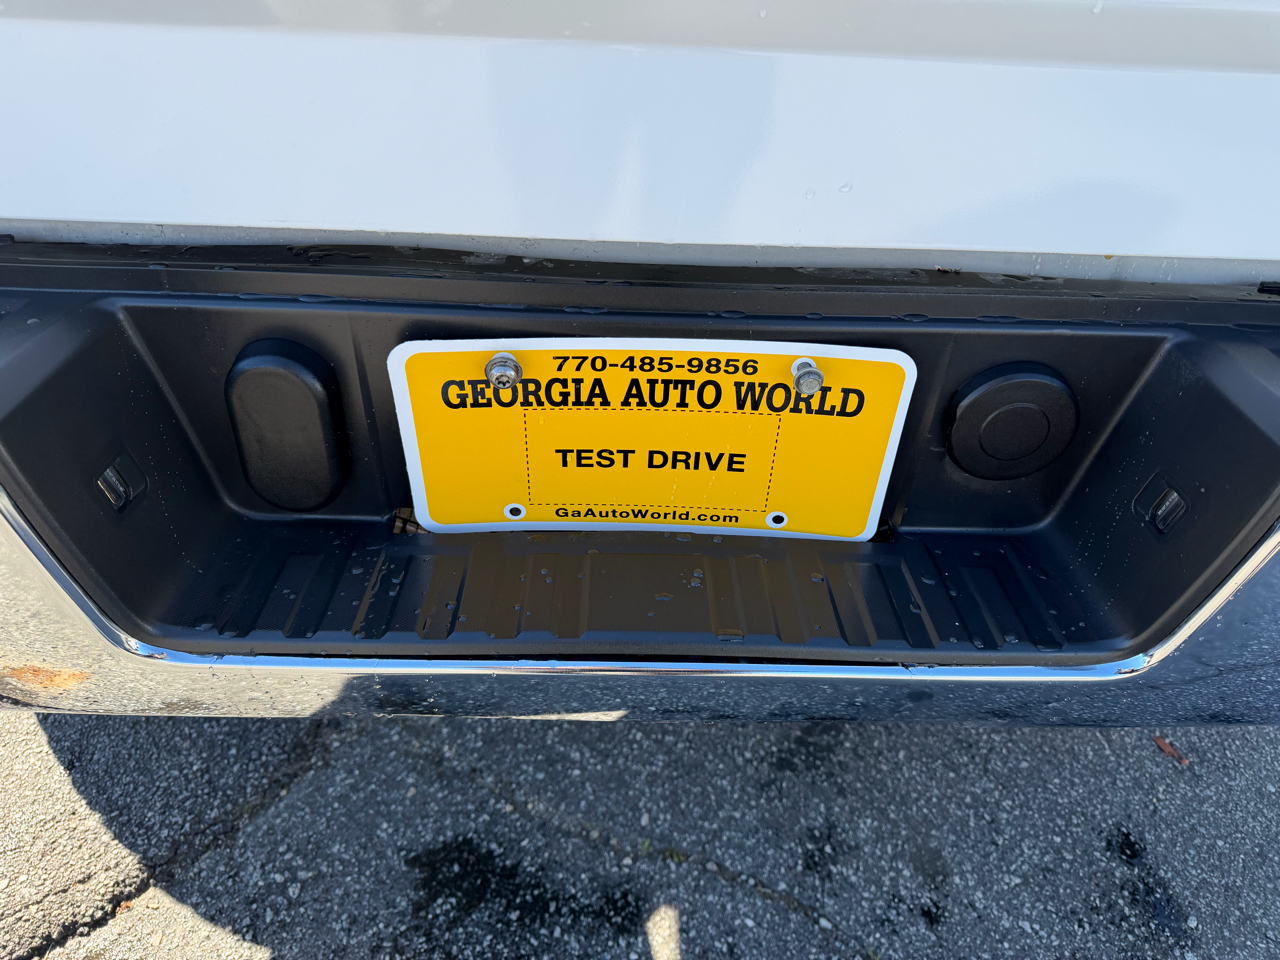 770-485-9856
GEORGIA AUTO WORLD
TEST DRIVE
GaAutoWorld.com